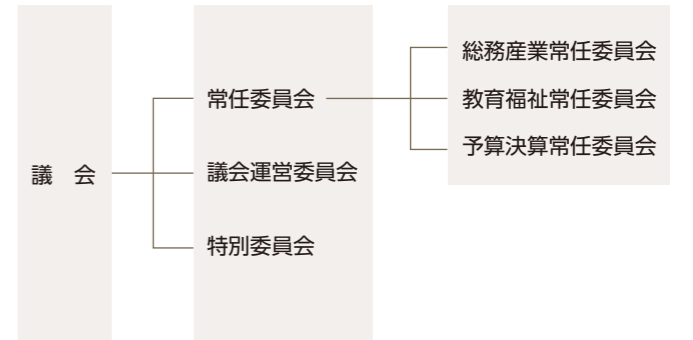 議　会
常任委員会
議会運営委員会
特別委員会
総務産業常任委員会
教育福祉常任委員会
予算決算常任委員会